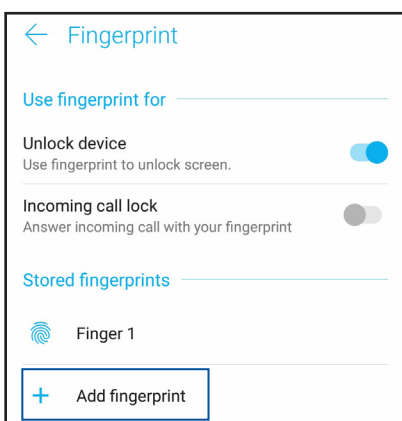 Fingerprint
Use fingerprint for
Unlock device
Use fingerprint to unlock screen.
Incoming call lock
Answer incoming call with your fingerprint
Stored fingerprints
Finger 1
+ Add fingerprint